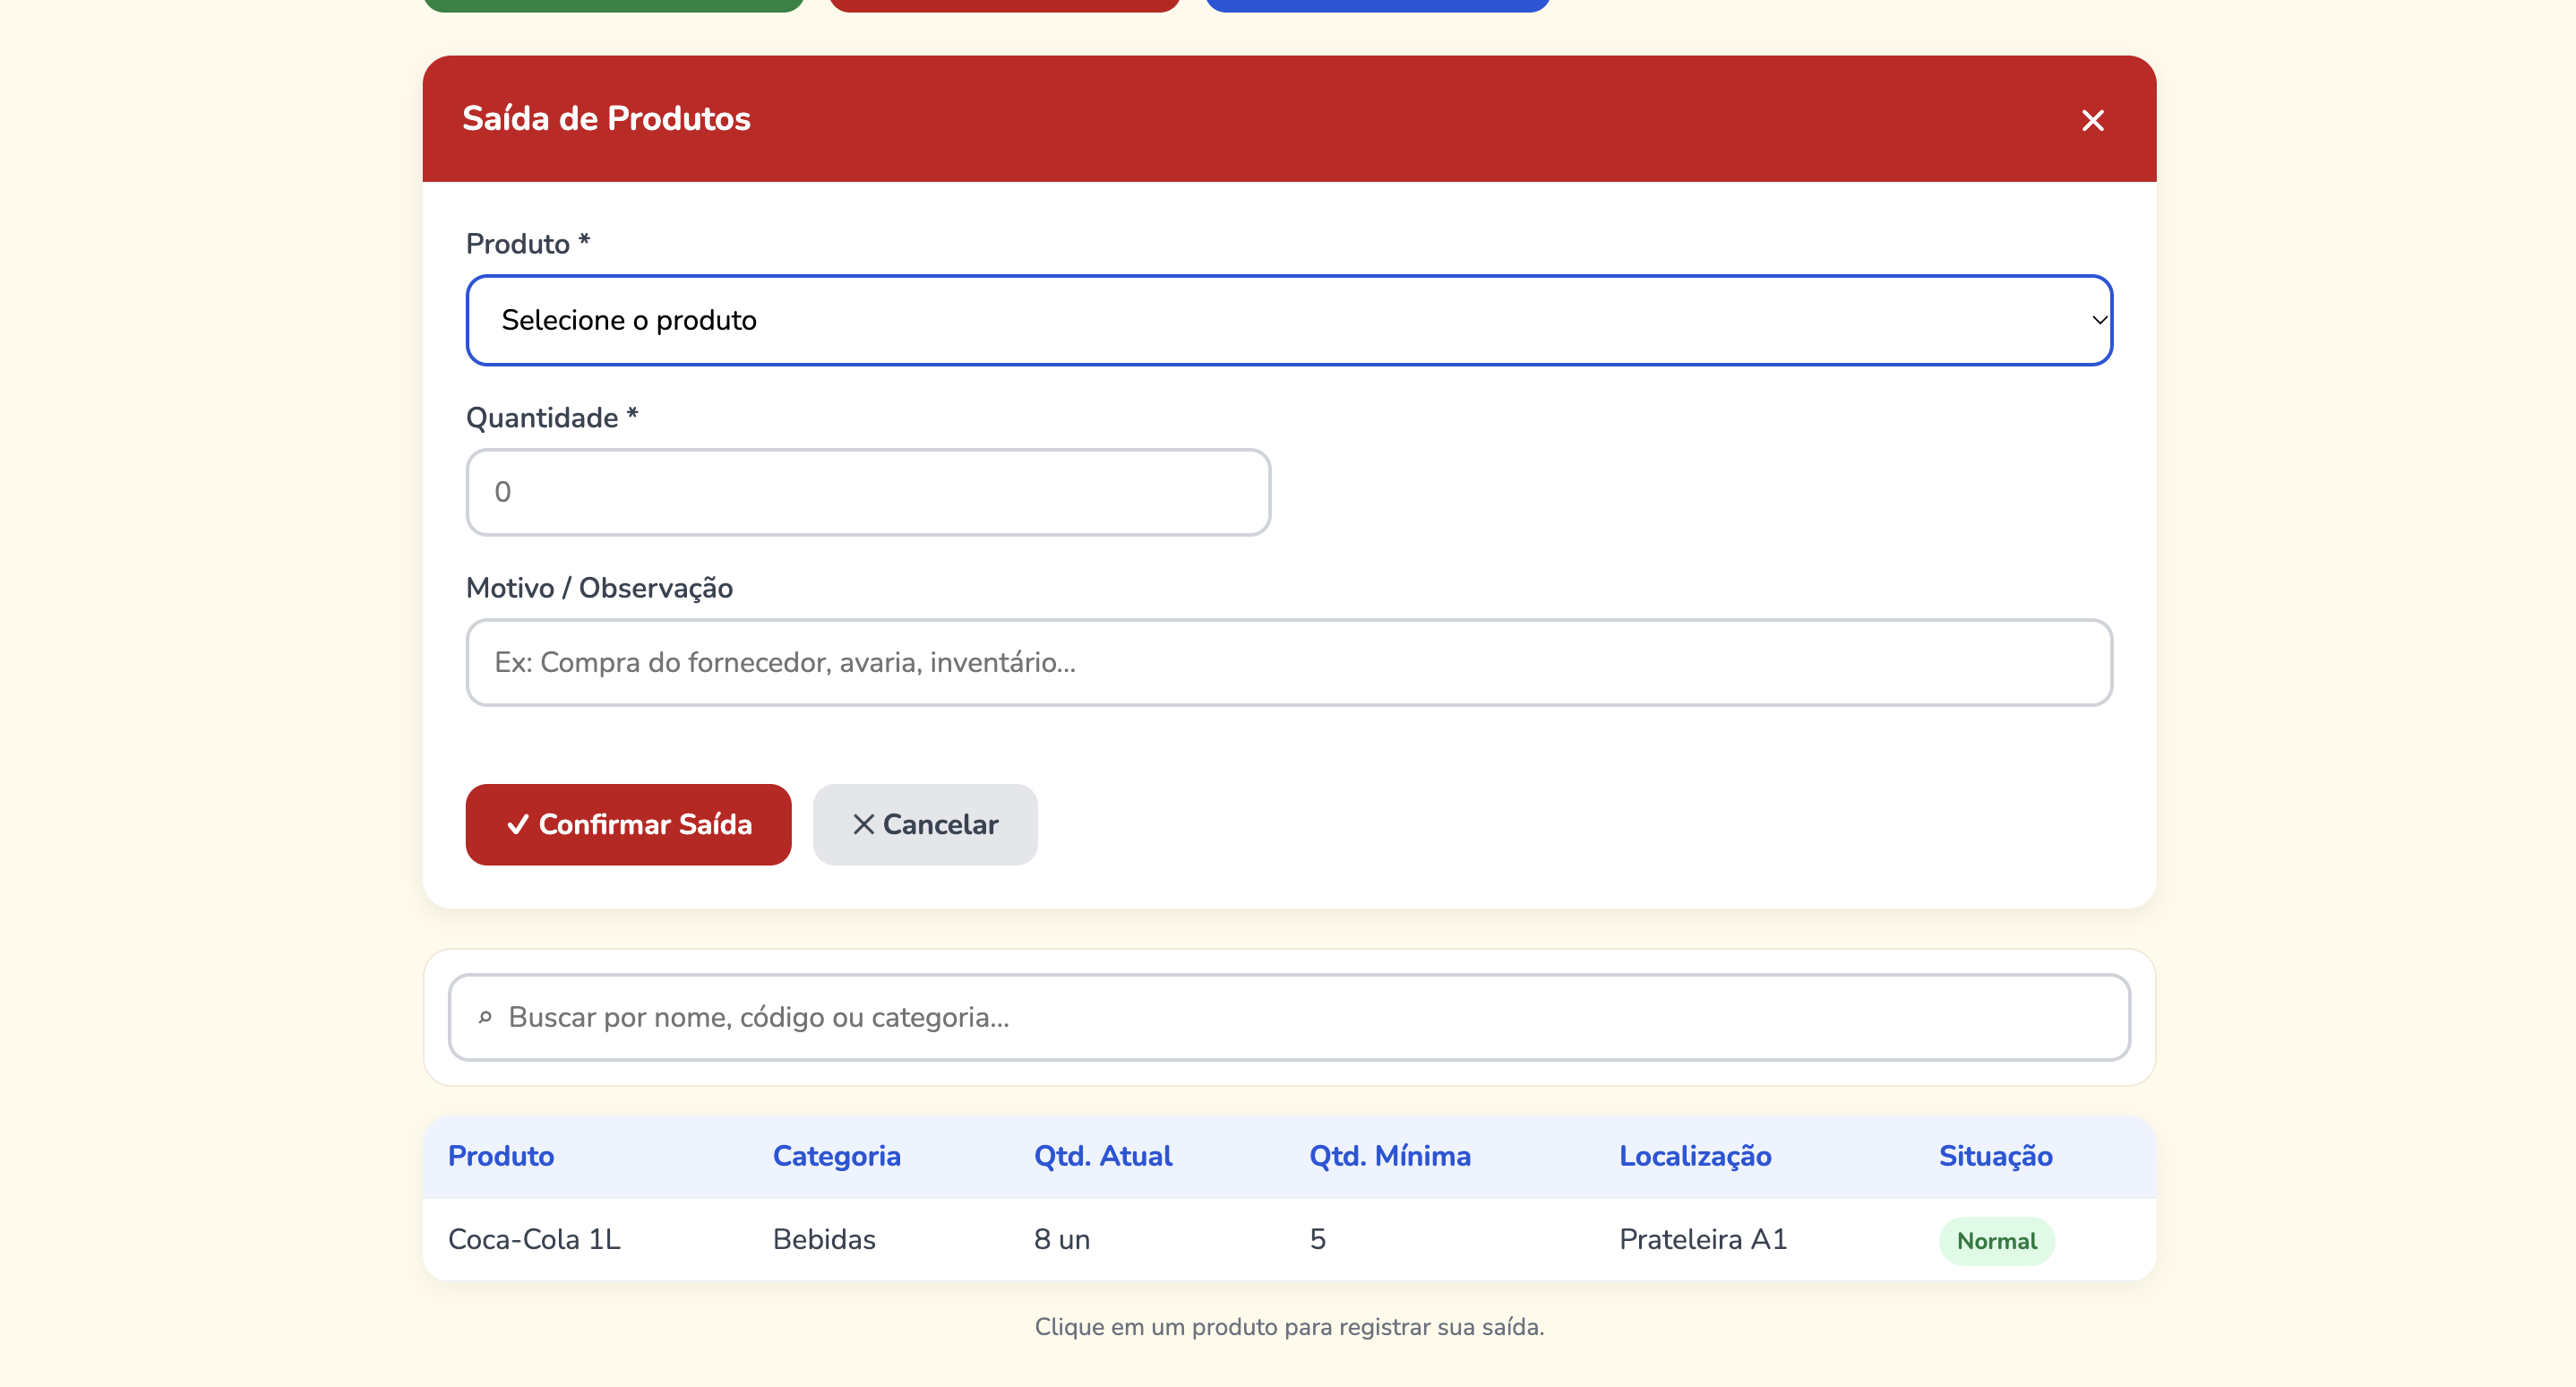 Saída de Produtos
Produto *
Selecione o produto
Quantidade *
0
Motivo / Observação
Ex: Compra do fornecedor, avaria, inventário...
✓ Confirmar Saída
✕ Cancelar
Buscar por nome, código ou categoria...
Produto Categoria Qtd. Atual Qtd. Mínima Localização Situação
Coca-Cola 1L Bebidas 8 un 5 Prateleira A1 Normal
Clique em um produto para registrar sua saída.